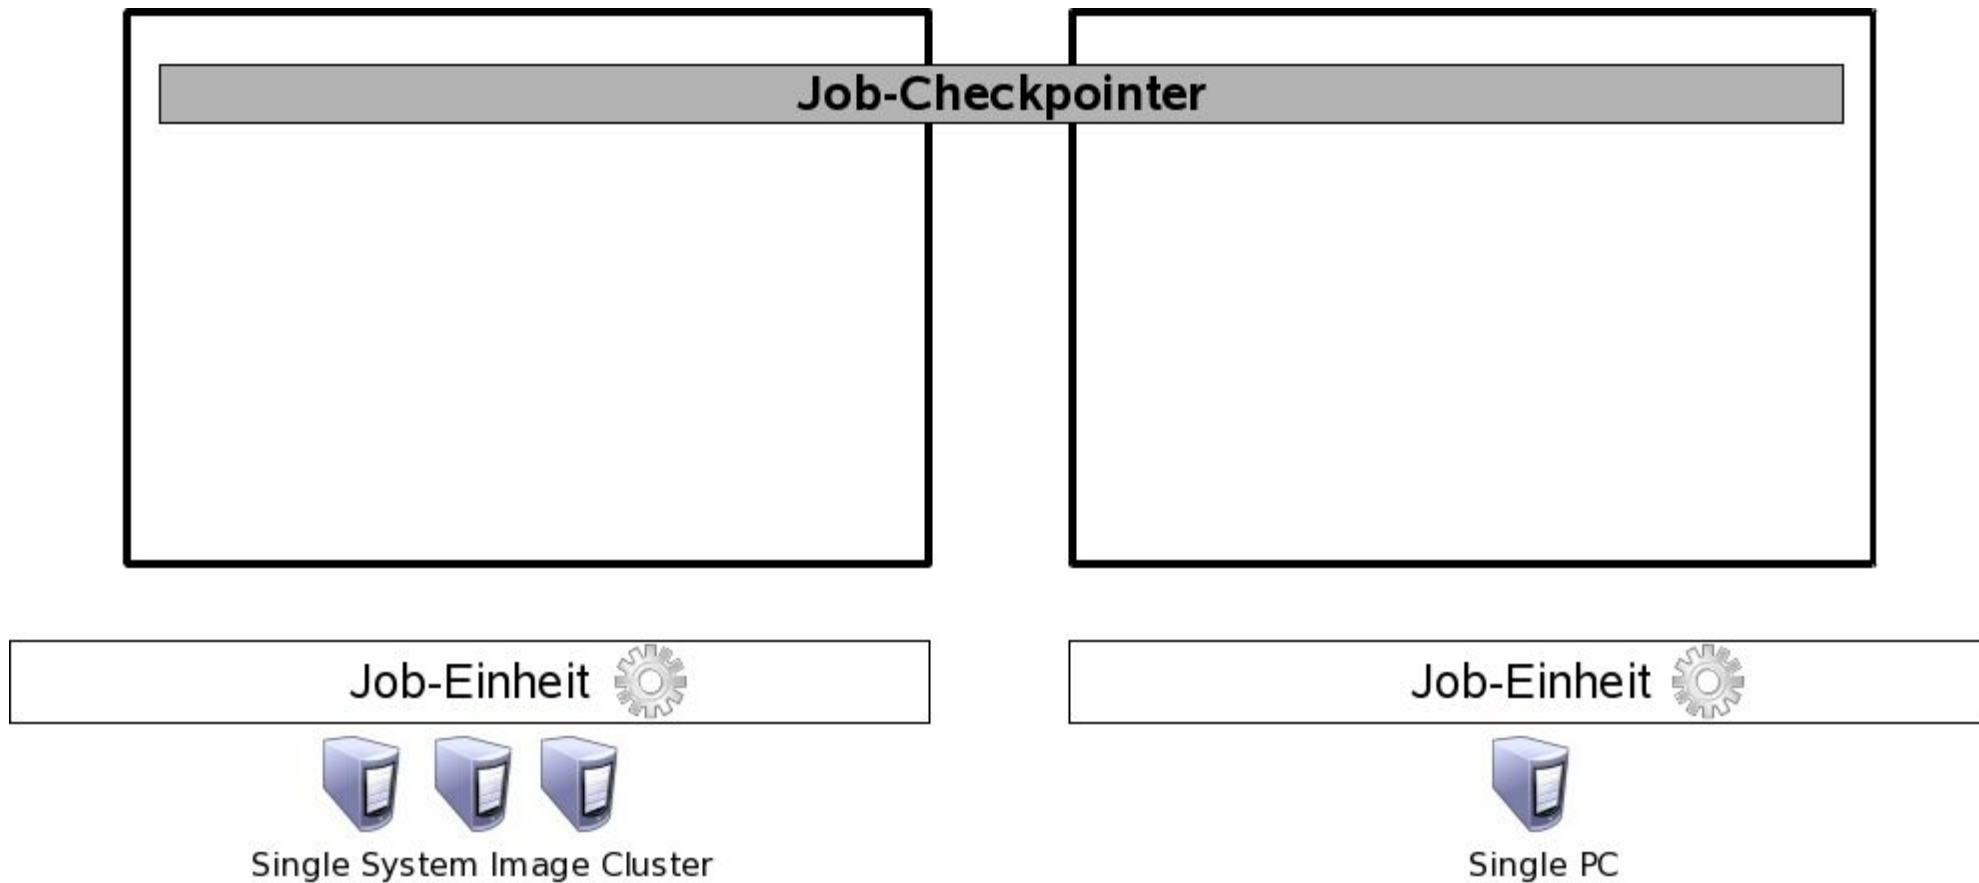 Job-Checkpointer
Job-Einheit
Job-Einheit
Single System Image Cluster
Single PC